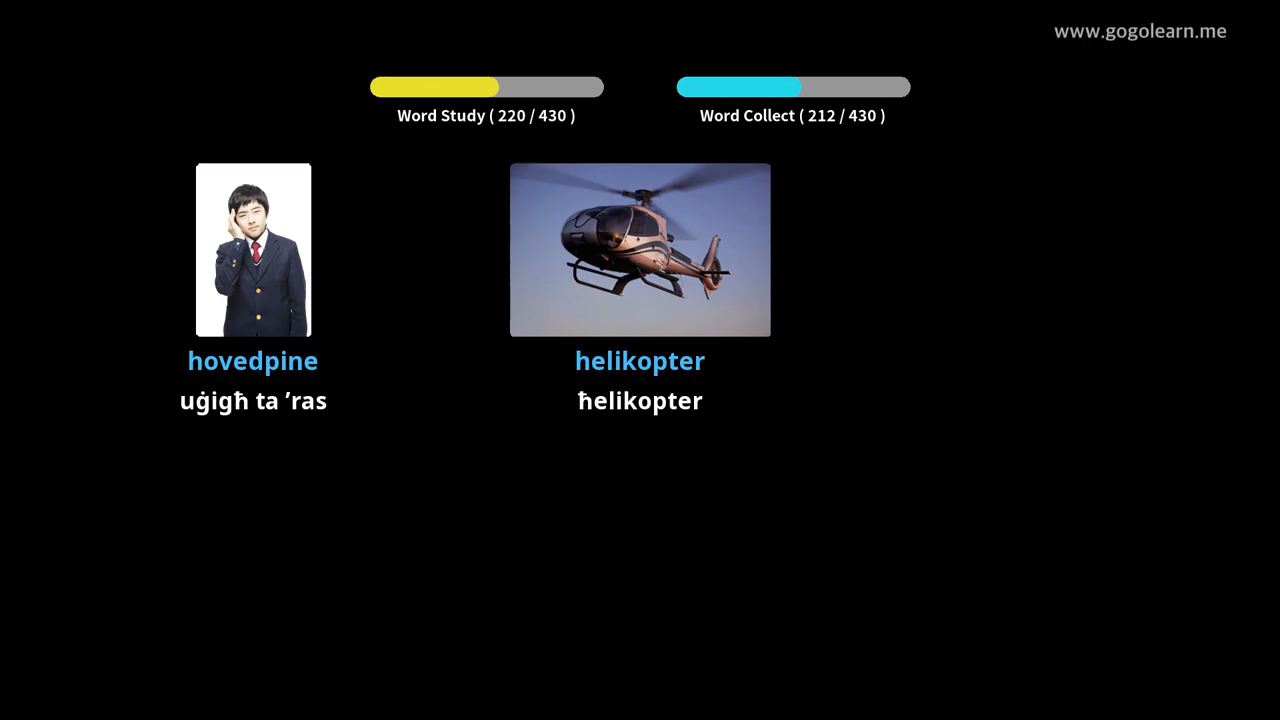 www.gogolearn.me
Word Study ( 220 / 430 )
Word Collect ( 212 / 430 )
hovedpine
uġigħ ta ’ras
helikopter
ħelikopter